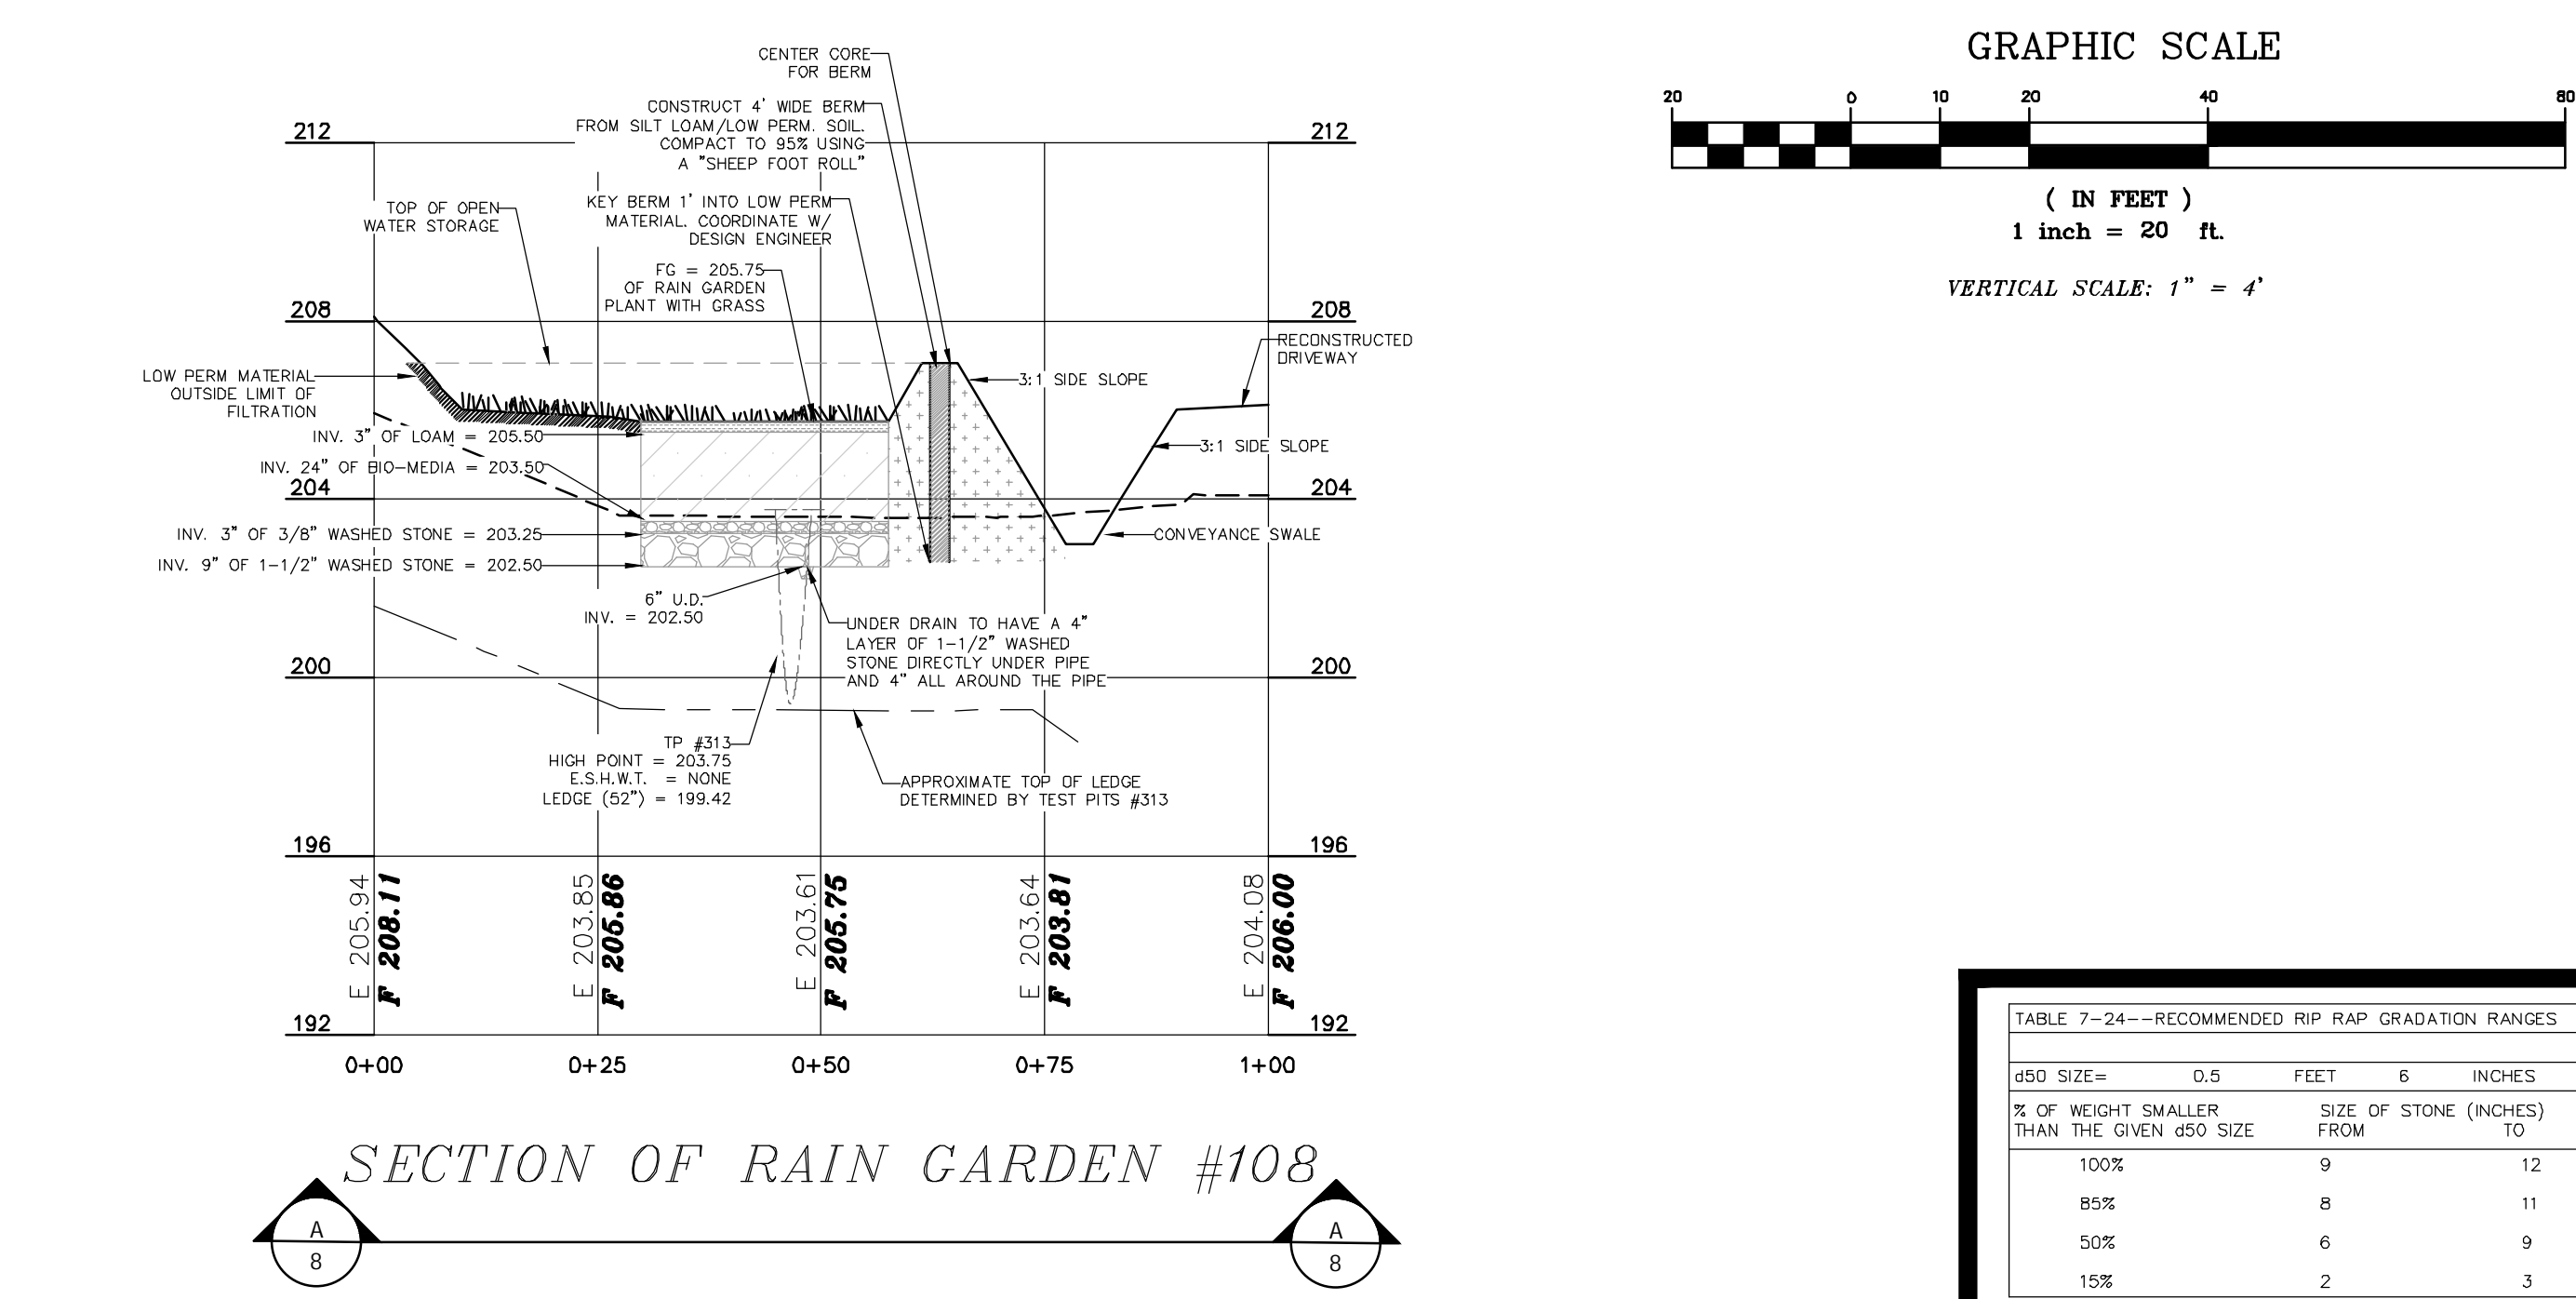 CENTER CORE
FOR BERM
CONSTRUCT 4' WIDE BERM
FROM SILT LOAM/LOW PERM. SOIL.
COMPACT TO 95% USING
A "SHEEP FOOT ROLL"
212
212
TOP OF OPEN
WATER STORAGE
KEY BERM 1' INTO LOW PERM
MATERIAL. COORDINATE W/
DESIGN ENGINEER
FG = 205.75
OF RAIN GARDEN
PLANT WITH GRASS
208
208
RECONSTRUCTED
DRIVEWAY
LOW PERM MATERIAL
OUTSIDE LIMIT OF
FILTRATION
3:1 SIDE SLOPE
INV. 3" OF LOAM = 205.50
3:1 SIDE SLOPE
INV. 24" OF BIO-MEDIA = 203.50
204
204
INV. 3" OF 3/8" WASHED STONE = 203.25
CONVEYANCE SWALE
INV. 9" OF 1-1/2" WASHED STONE = 202.50
6" U.D.
INV. = 202.50
UNDER DRAIN TO HAVE A 4"
LAYER OF 1-1/2" WASHED
STONE DIRECTLY UNDER PIPE
AND 4" ALL AROUND THE PIPE
200
200
TP #313
HIGH POINT = 203.75
E.S.H.W.T. = NONE
LEDGE (52") = 199.42
APPROXIMATE TOP OF LEDGE
DETERMINED BY TEST PITS #313
196
196
E 205.94
F 208.11
E 203.85
F 205.86
E 203.61
F 205.75
E 203.64
F 203.81
E 204.08
F 206.00
192
192
0+00 0+25 0+50 0+75 1+00
SECTION OF RAIN GARDEN #108
A
8
A
8
GRAPHIC SCALE
20 0 10 20 40 80
( IN FEET )
1 inch = 20 ft.
VERTICAL SCALE: 1" = 4'
TABLE 7-24--RECOMMENDED RIP RAP GRADATION RANGES
d50 SIZE= 0.5 FEET 6 INCHES
% OF WEIGHT SMALLER
THAN THE GIVEN d50 SIZE
SIZE OF STONE (INCHES)
FROM TO
100% 9 12
85% 8 11
50% 6 9
15% 2 3